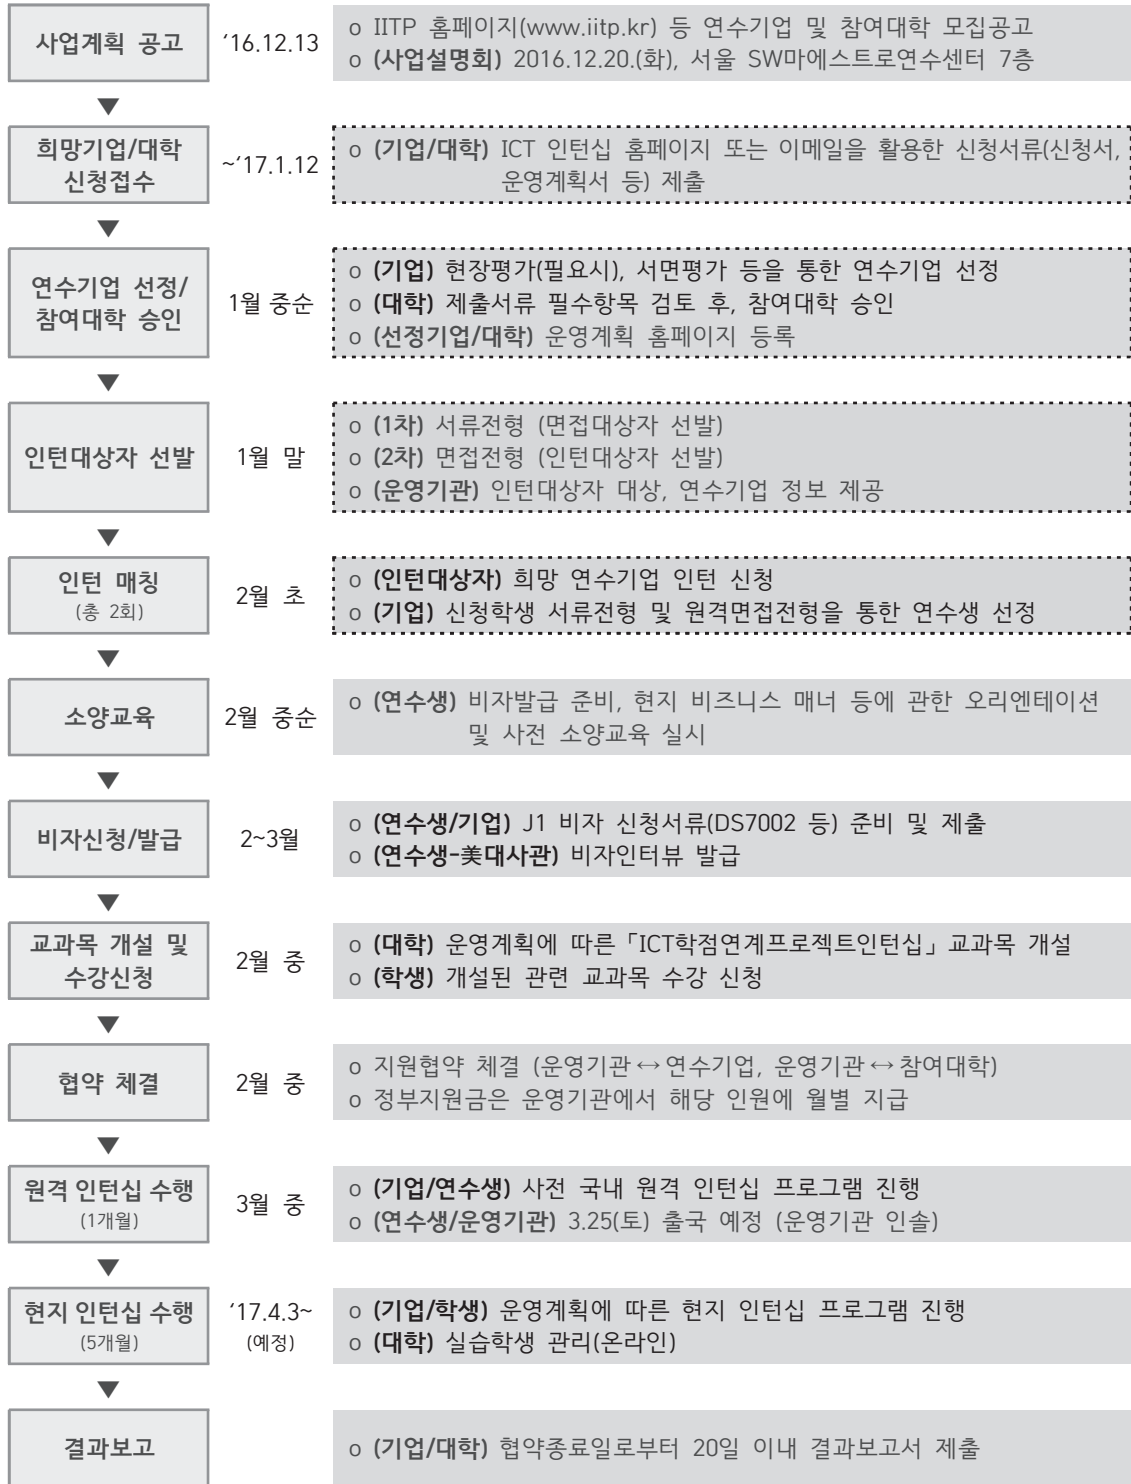 사업계획 공고
‘16.12.13
o IITP 홈페이지(www.iitp.kr) 등 연수기업 및 참여대학 모집공고
o (사업설명회) 2016.12.20.(화), 서울 SW마에스트로연수센터 7층
▼
희망기업/대학
신청접수
~‘17.1.12
o (기업/대학) ICT 인턴십 홈페이지 또는 이메일을 활용한 신청서류(신청서,
운영계획서 등) 제출
▼
연수기업 선정/
참여대학 승인
1월 중순
o (기업) 현장평가(필요시), 서면평가 등을 통한 연수기업 선정
o (대학) 제출서류 필수항목 검토 후, 참여대학 승인
o (선정기업/대학) 운영계획 홈페이지 등록
▼
인턴대상자 선발
1월 말
o (1차) 서류전형 (면접대상자 선발)
o (2차) 면접전형 (인턴대상자 선발)
o (운영기관) 인턴대상자 대상, 연수기업 정보 제공
▼
인턴 매칭
(총 2회)
2월 초
o (인턴대상자) 희망 연수기업 인턴 신청
o (기업) 신청학생 서류전형 및 원격면접전형을 통한 연수생 선정
▼
소양교육
2월 중순
o (연수생) 비자발급 준비, 현지 비즈니스 매너 등에 관한 오리엔테이션
및 사전 소양교육 실시
▼
비자신청/발급
2~3월
o (연수생/기업) J1 비자 신청서류(DS7002 등) 준비 및 제출
o (연수생-美대사관) 비자인터뷰 발급
▼
교과목 개설 및
수강신청
2월 중
o (대학) 운영계획에 따른「ICT학점연계프로젝트인턴십」교과목 개설
o (학생) 개설된 관련 교과목 수강 신청
▼
협약 체결
2월 중
o 지원협약 체결 (운영기관↔연수기업, 운영기관↔참여대학)
o 정부지원금은 운영기관에서 해당 인원에 월별 지급
▼
원격 인턴십 수행
(1개월)
3월 중
o (기업/연수생) 사전 국내 원격 인턴십 프로그램 진행
o (연수생/운영기관) 3.25(토) 출국 예정 (운영기관 인솔)
▼
현지 인턴십 수행
(5개월)
‘17.4.3~
(예정)
o (기업/학생) 운영계획에 따른 현지 인턴십 프로그램 진행
o (대학) 실습학생 관리(온라인)
▼
결과보고
o (기업/대학) 협약종료일로부터 20일 이내 결과보고서 제출